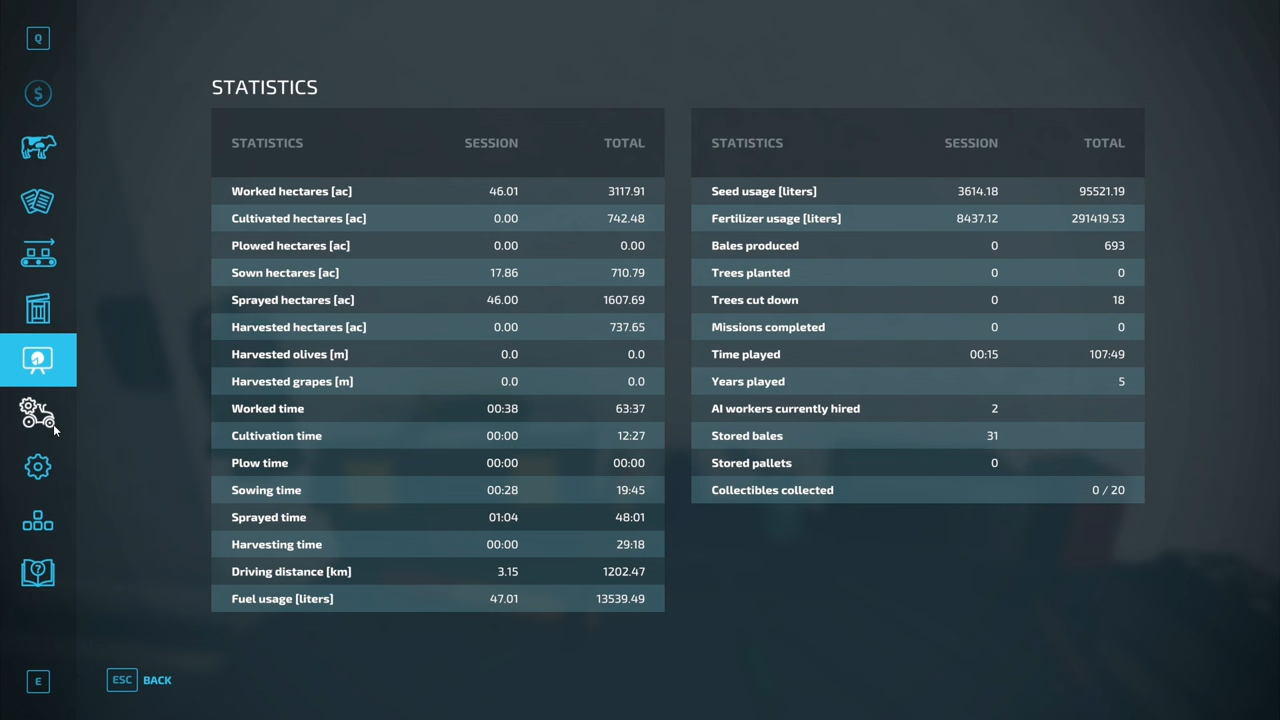 Q
$
STATISTICS
STATISTICS SESSION TOTAL
Worked hectares [ac] 46.01 3117.91
Cultivated hectares [ac] 0.00 742.48
Plowed hectares [ac] 0.00 0.00
Sown hectares [ac] 17.86 710.79
Sprayed hectares [ac] 46.00 1607.69
Harvested hectares [ac] 0.00 737.65
Harvested olives [m] 0.0 0.0
Harvested grapes [m] 0.0 0.0
Worked time 00:38 63:37
Cultivation time 00:00 12:27
Plow time 00:00 00:00
Sowing time 00:28 19:45
Sprayed time 01:04 48:01
Harvesting time 00:00 29:18
Driving distance [km] 3.15 1202.47
Fuel usage [liters] 47.01 13539.49
STATISTICS SESSION TOTAL
Seed usage [liters] 3614.18 95521.19
Fertilizer usage [liters] 8437.12 291419.53
Bales produced 0 693
Trees planted 0 0
Trees cut down 0 18
Missions completed 0 0
Time played 00:15 107:49
Years played 5
AI workers currently hired 2
Stored bales 31
Stored pallets 0
Collectibles collected 0 / 20
?
E
ESC BACK